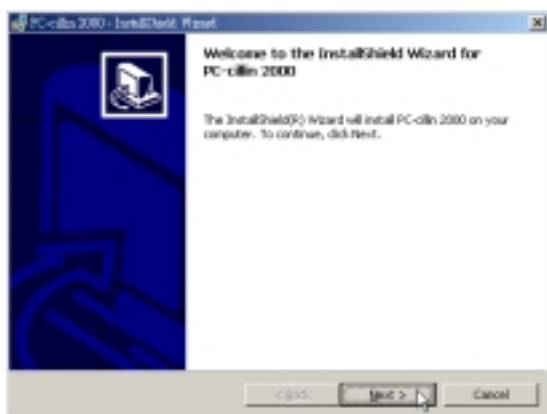 PC-cillin 2000 - InstallShield Wizard
Welcome to the InstallShield Wizard for
PC-cillin 2000
The InstallShield(R) Wizard will install PC-cillin 2000 on your
computer. To continue, click Next.
< Back
Next >
Cancel